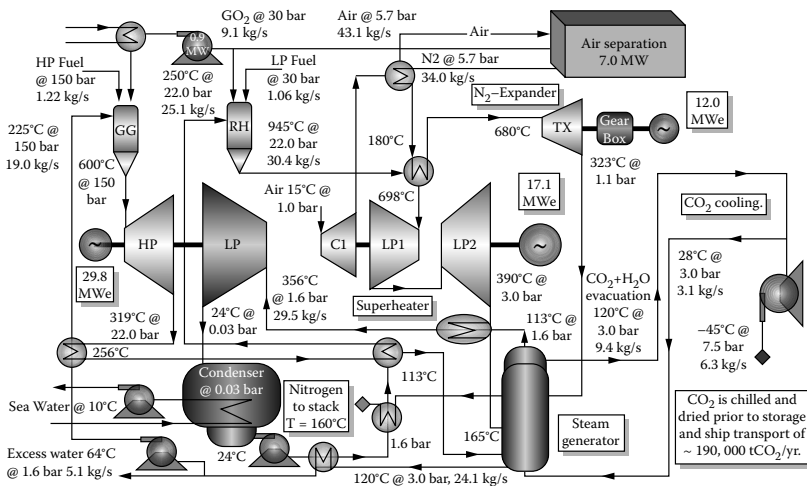 GO₂ @ 30 bar
9.1 kg/s
Air @ 5.7 bar
43.1 kg/s
Air
Air separation
7.0 MW
0.9
MW
HP Fuel
@ 150 bar
1.22 kg/s
250°C @
22.0 bar
25.1 kg/s
LP Fuel
@ 30 bar
1.06 kg/s
N2 @ 5.7 bar
34.0 kg/s
N₂–Expander
12.0
MWe
225°C @
150 bar
19.0 kg/s
GG
RH
945°C @
22.0 bar
30.4 kg/s
180°C
680°C
TX
Gear
Box
323°C @
1.1 bar
600°C
@ 150
bar
Air 15°C @
1.0 bar
698°C
17.1
MWe
CO₂ cooling.
~
HP
LP
C1
LP1
LP2
~
~
29.8
MWe
356°C
@ 1.6 bar
29.5 kg/s
Superheater
390°C @
3.0 bar
CO₂+H₂O
evacuation
120°C @
3.0 bar
9.4 kg/s
28°C @
3.0 bar
3.1 kg/s
319°C @
22.0 bar
24°C @
0.03 bar
113°C @
1.6 bar
−45°C @
7.5 bar
6.3 kg/s
256°C
Condenser
@ 0.03 bar
113°C
Sea Water @ 10°C
Nitrogen
to stack
T = 160°C
Steam
generator
CO₂ is chilled and
dried prior to storage
and ship transport of
~ 190, 000 tCO₂/yr.
Excess water 64°C
@ 1.6 bar 5.1 kg/s
24°C
1.6 bar
165°C
120°C @ 3.0 bar, 24.1 kg/s